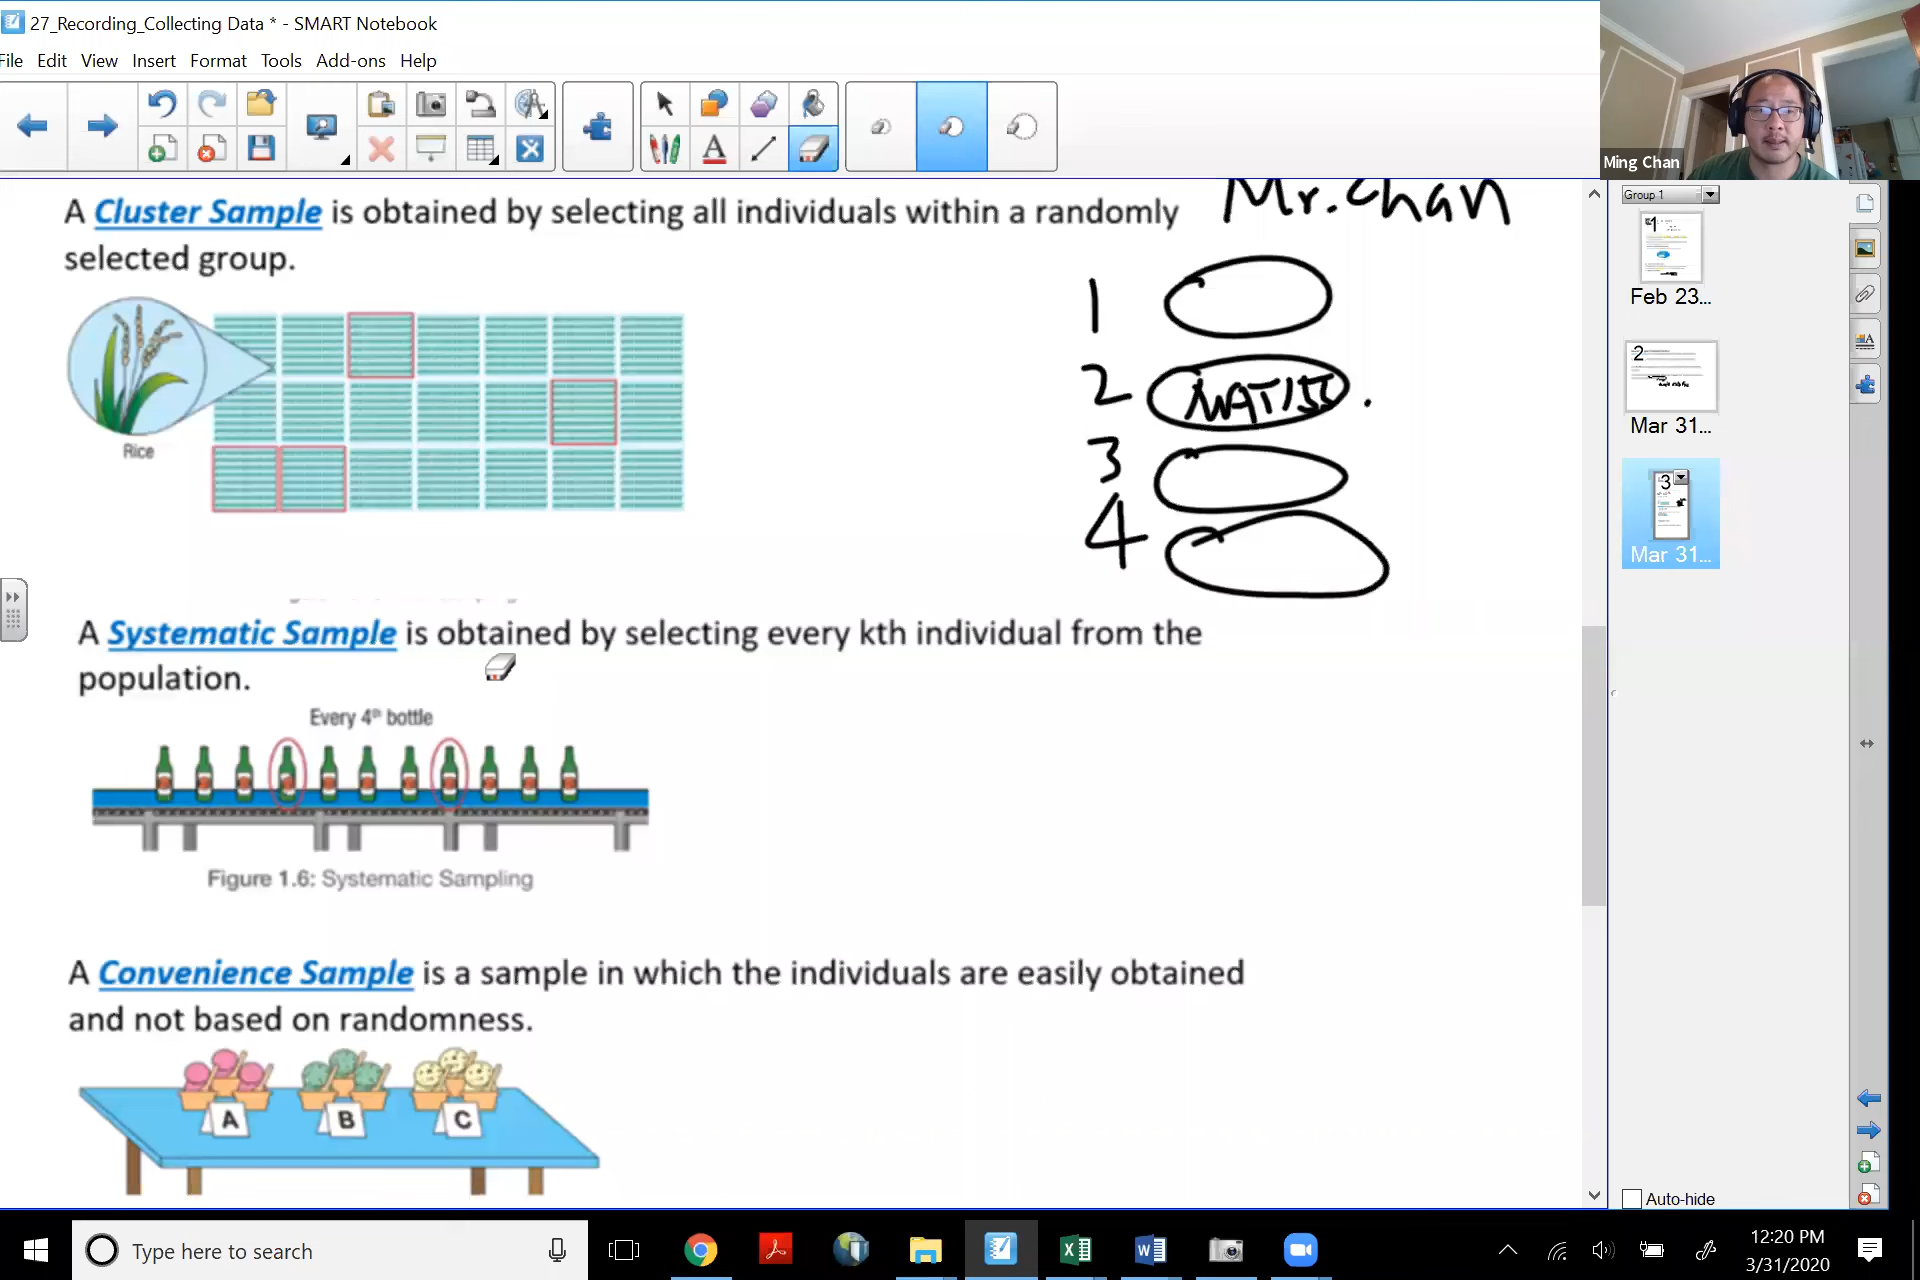 27_Recording_Collecting Data * - SMART Notebook
File Edit View Insert Format Tools Add-ons Help
Ming Chan
Mr. Chan
A Cluster Sample is obtained by selecting all individuals within a randomly
selected group.
Rice
1
2
3
4
A Systematic Sample is obtained by selecting every kth individual from the
population.
Every 4th bottle
Figure 1.6: Systematic Sampling
A Convenience Sample is a sample in which the individuals are easily obtained
and not based on randomness.
A B C
Group 1
1
Feb 23...
2
Mar 31...
3
Mar 31...
Auto-hide
Type here to search
12:20 PM
3/31/2020